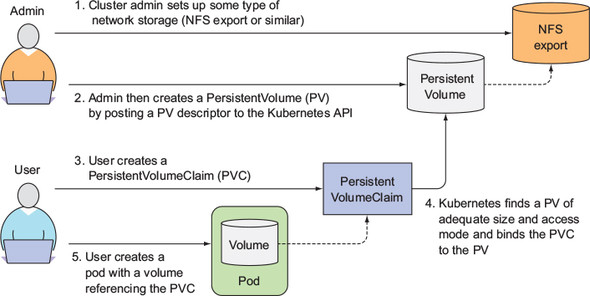 Admin
1. Cluster admin sets up some type of
network storage (NFS export or similar)
NFS
export
2. Admin then creates a PersistentVolume (PV)
by posting a PV descriptor to the Kubernetes API
Persistent
Volume
User
3. User creates a
PersistentVolumeClaim (PVC)
Persistent
VolumeClaim
4. Kubernetes finds a PV of
adequate size and access
mode and binds the PVC
to the PV
5. User creates a
pod with a volume
referencing the PVC
Volume
Pod